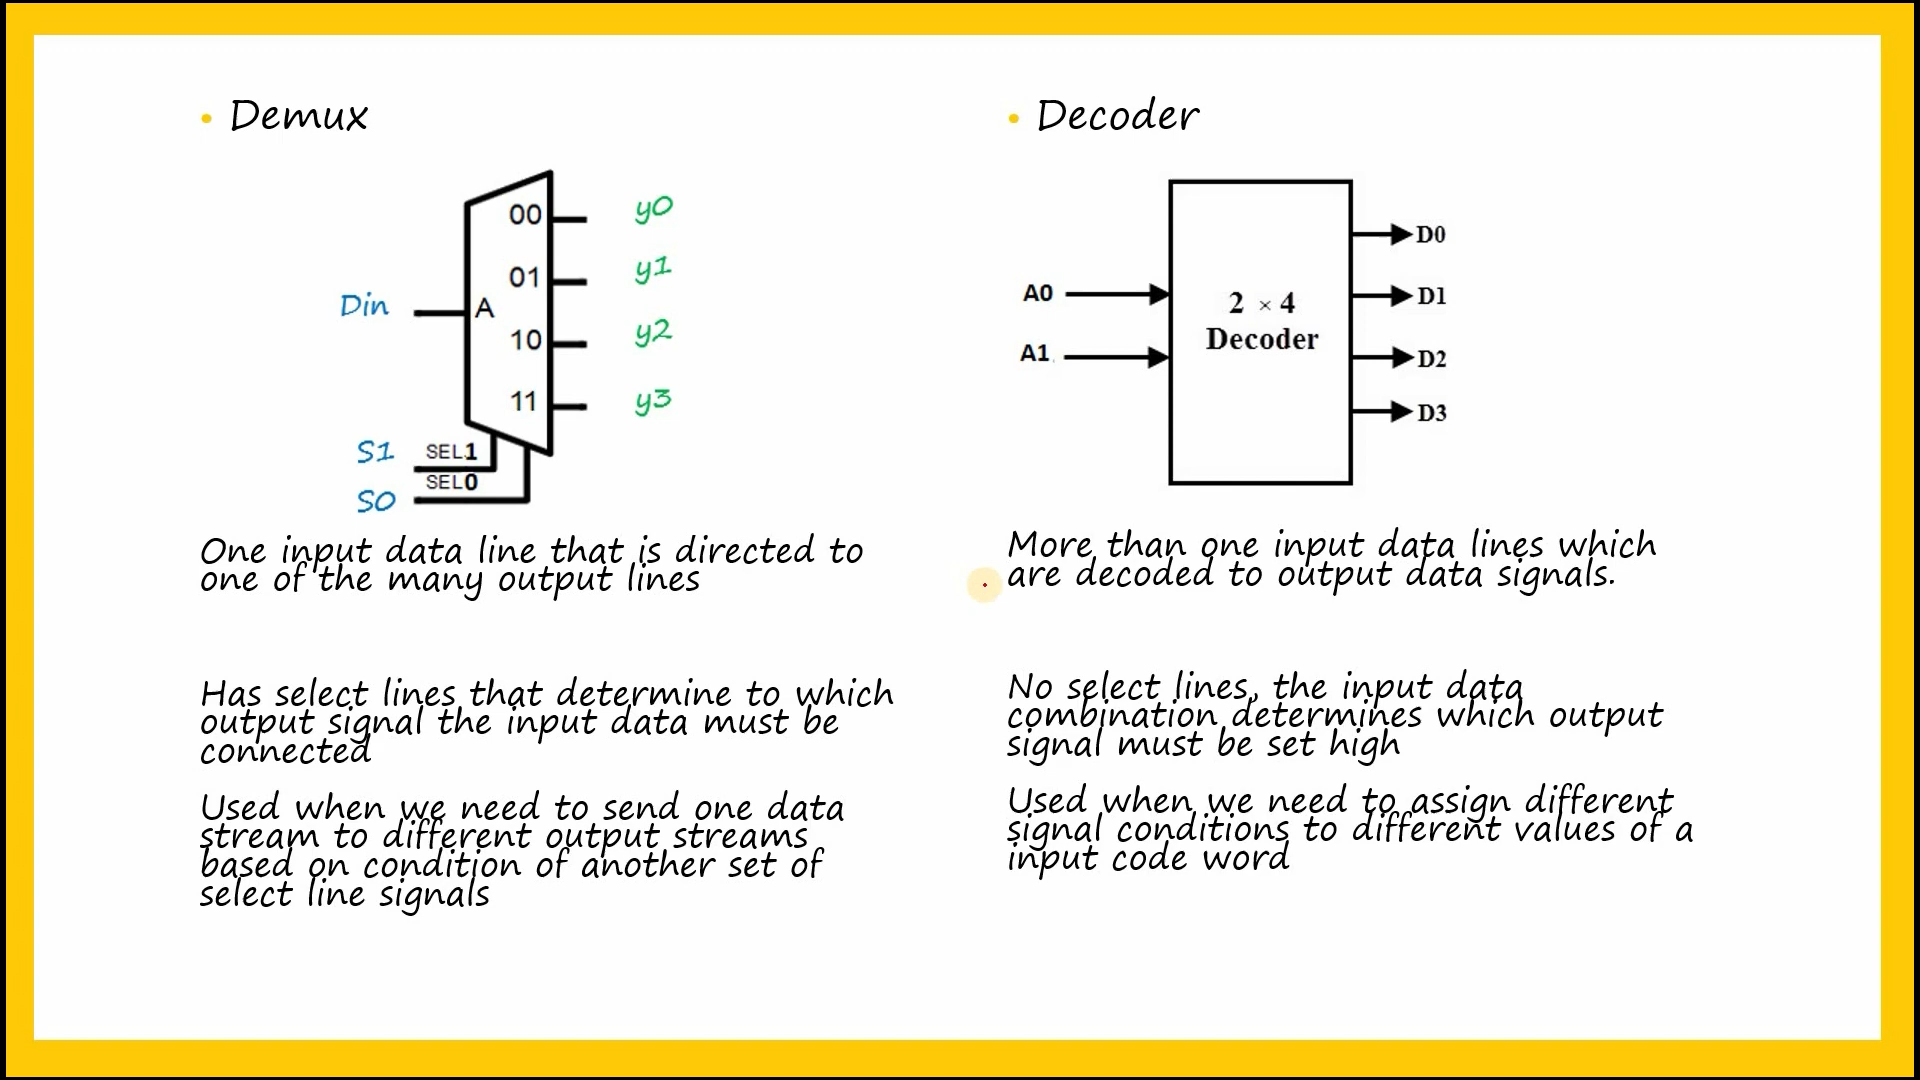 Demux
00
y0
01
y1
Din
A
10
y2
11
y3
S1
SEL1
SEL0
S0
One input data line that is directed to
one of the many output lines
Has select lines that determine to which
output signal the input data must be
connected
Used when we need to send one data
stream to different output streams
based on condition of another set of
select line signals
Decoder
D0
A0
D1
2 × 4
Decoder
A1
D2
D3
More than one input data lines which
are decoded to output data signals.
No select lines, the input data
combination determines which output
signal must be set high
Used when we need to assign different
signal conditions to different values of a
input code word